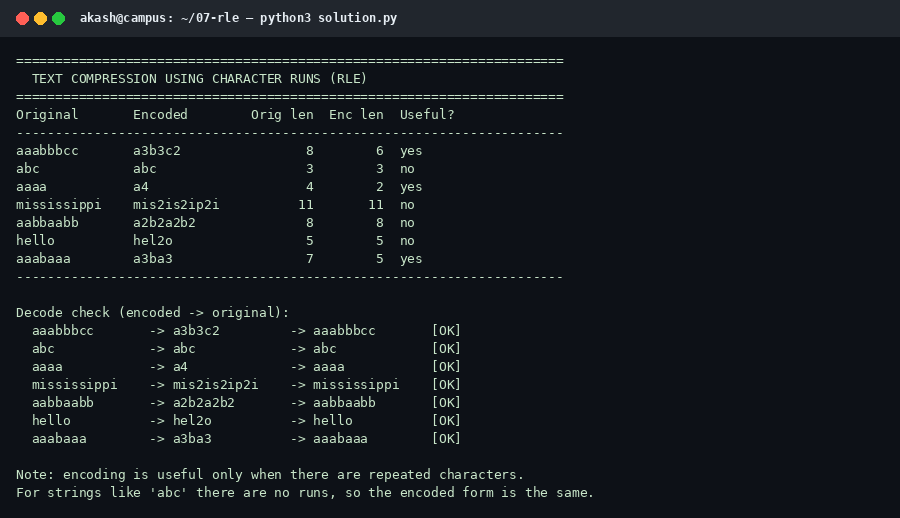 akash@campus: ~/07-rle — python3 solution.py
======================================================================
  TEXT COMPRESSION USING CHARACTER RUNS (RLE)
======================================================================
Original       Encoded        Orig len  Enc len  Useful?
----------------------------------------------------------------------
aaabbbcc       a3b3c2                8        6  yes
abc            abc                   3        3  no
aaaa           a4                    4        2  yes
mississippi    mis2is2ip2i          11       11  no
aabbaabb       a2b2a2b2              8        8  no
hello          hel2o                 5        5  no
aaabaaa        a3ba3                 7        5  yes
----------------------------------------------------------------------
Decode check (encoded -> original):
  aaabbbcc       -> a3b3c2         -> aaabbbcc       [OK]
  abc            -> abc            -> abc            [OK]
  aaaa           -> a4             -> aaaa           [OK]
  mississippi    -> mis2is2ip2i    -> mississippi    [OK]
  aabbaabb       -> a2b2a2b2       -> aabbaabb       [OK]
  hello          -> hel2o          -> hello          [OK]
  aaabaaa        -> a3ba3          -> aaabaaa        [OK]
Note: encoding is useful only when there are repeated characters.
For strings like 'abc' there are no runs, so the encoded form is the same.